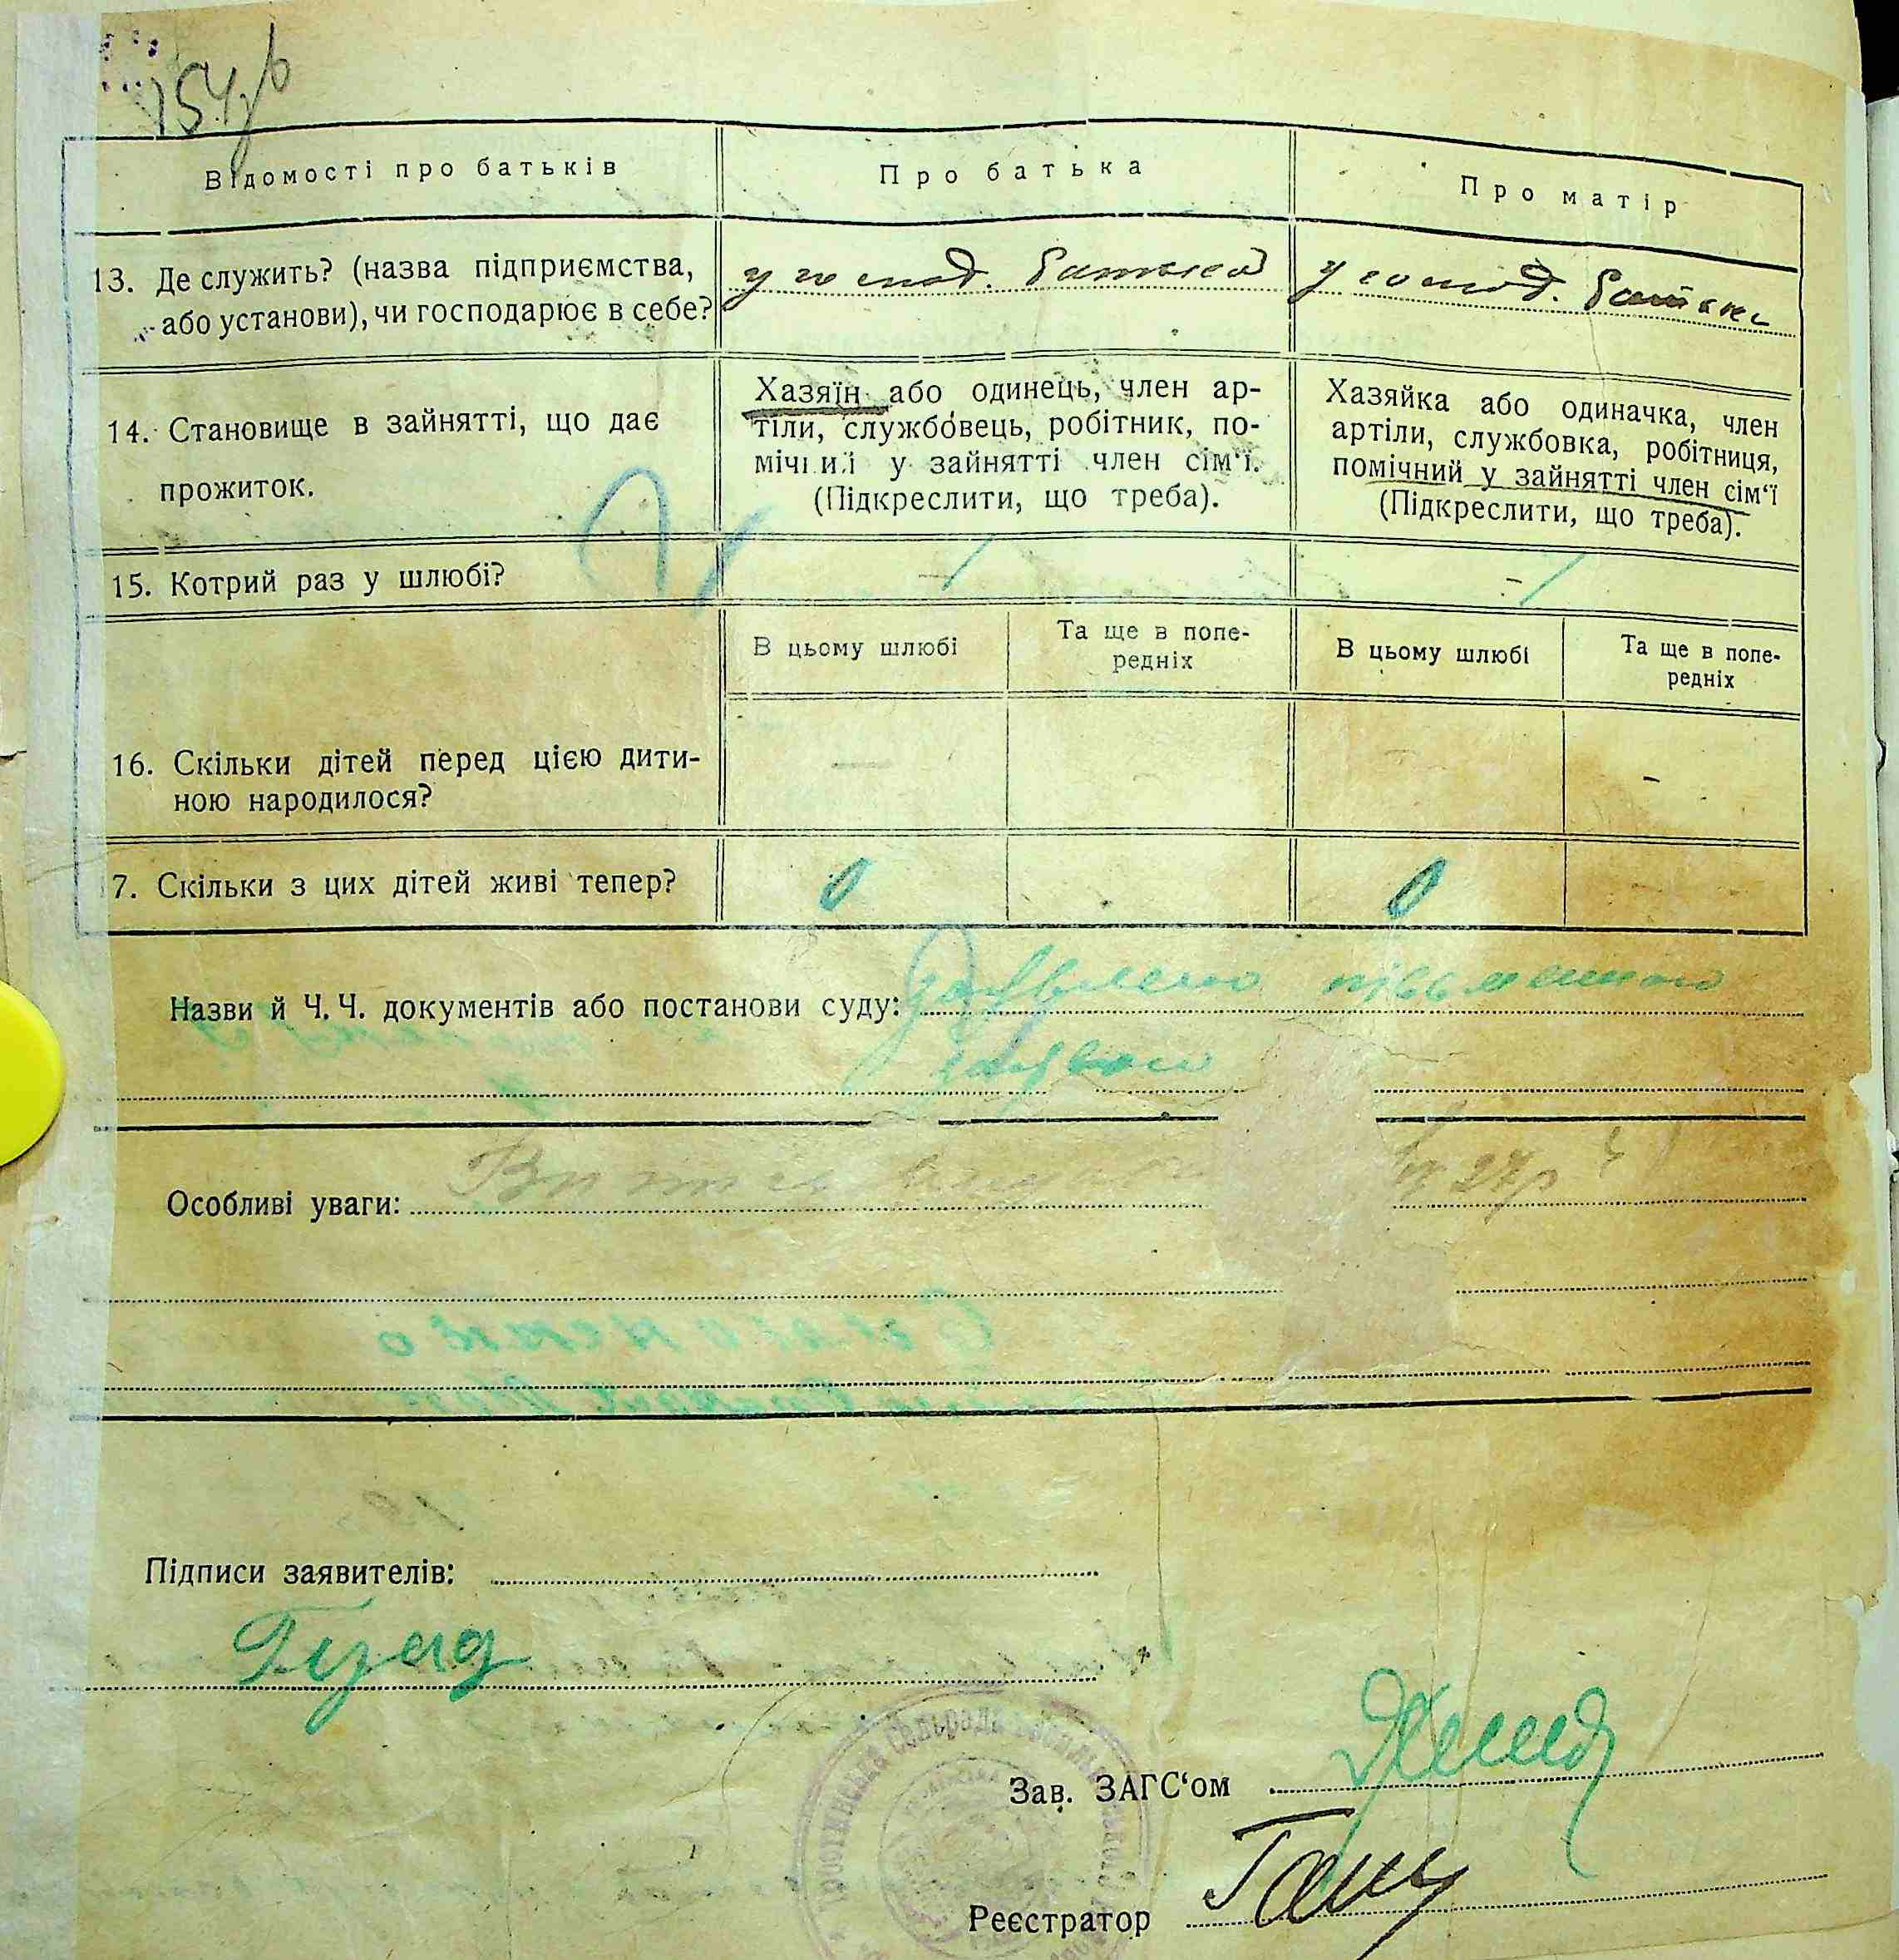 154
Відомості про батьків
Про батька
Про матір
13. Де служить? (назва підприємства, або установи), чи господарює в себе?
у госпoд. батька
у господ. батька
14. Становище в зайнятті, що дає
прожиток.
Хазяїн або одинець, член ар-
тіли, службовець, робітник, по-
мічний у зайнятті член сім‘ї.
(Підкреслити, що треба).
Хазяйка або одиначка, член
артіли, службовка, робітниця,
помічний у зайнятті член сім‘ї
(Підкреслити, що треба).
15. Котрий раз у шлюбі?
1
1
В цьому шлюбі
Та ще в попе-
редніх
В цьому шлюбі
Та ще в попе-
редніх
16. Скільки дітей перед цією дити-
ною народилося?
—
-
7. Скільки з цих дітей живі тепер?
0
0
Назви й Ч. Ч. документів або постанови суду: заявлено
Особливі уваги: 27р
Підписи заявителів:
Зав. ЗАГС‘ом
Реєстратор